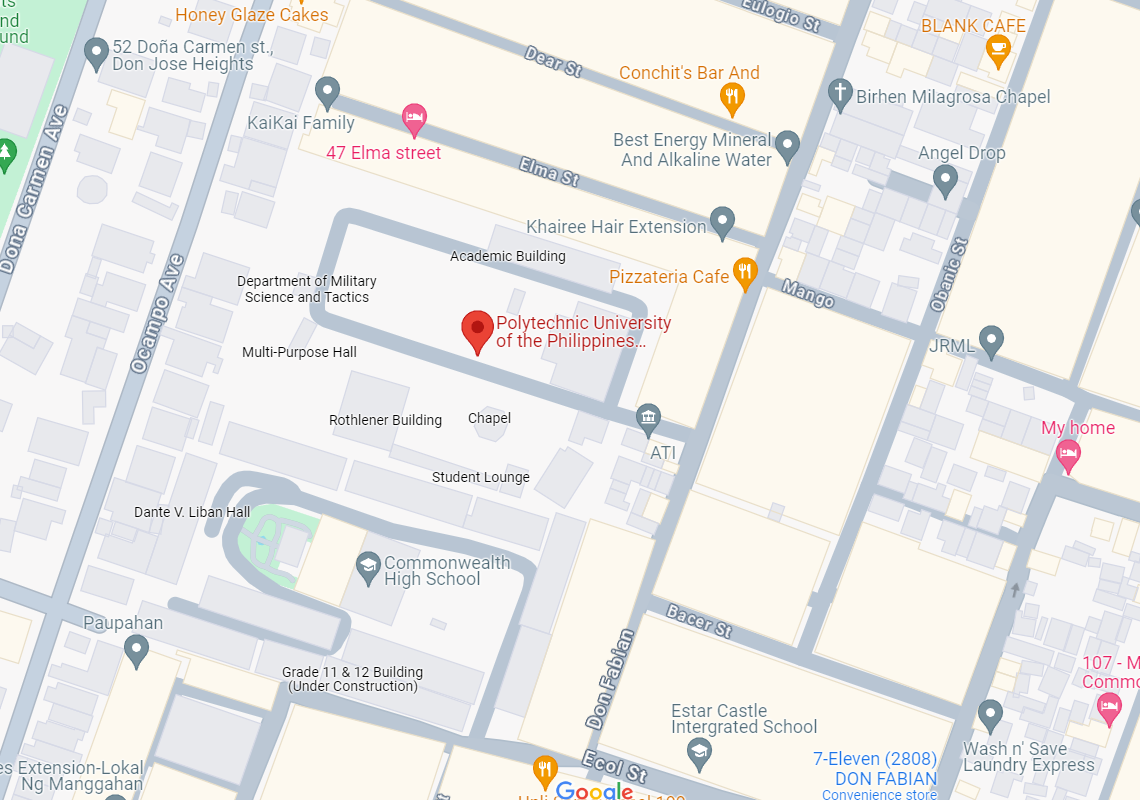 Honey Glaze Cakes
Eulogio St
BLANK CAFE
52 Doña Carmen st.,
Don Jose Heights
Dear St
Conchit's Bar And
KaiKai Family
Birhen Milagrosa Chapel
47 Elma street
Elma St
Best Energy Mineral
And Alkaline Water
Angel Drop
Dona Carmen Ave
Khairee Hair Extension
Academic Building
Department of Military
Science and Tactics
Pizzateria Cafe
Mango
Obanic St
Ocampo Ave
Polytechnic University
of the Philippines...
Multi-Purpose Hall
JRML
Rothlener Building
Chapel
My home
ATI
Student Lounge
Dante V. Liban Hall
Commonwealth
High School
Paupahan
Bacer St
Don Fabian
Grade 11 & 12 Building
(Under Construction)
107 - M
Commo
Estar Castle
Intergrated School
Wash n' Save
Laundry Express
7-Eleven (2808)
DON FABIAN
Convenience store
Ecol St
es Extension-Lokal
Ng Manggahan
Google